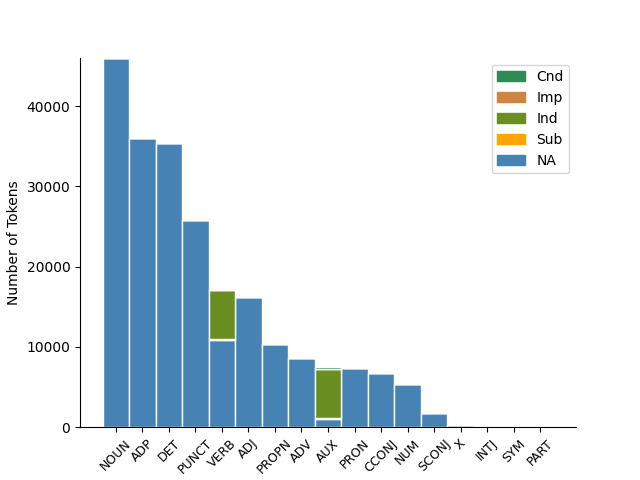 Cnd
Imp
Ind
Sub
NA
Number of Tokens
40000
30000
20000
10000
0
NOUN
ADP
DET
PUNCT
VERB
ADJ
PROPN
ADV
AUX
PRON
CCONJ
NUM
SCONJ
X
INTJ
SYM
PART